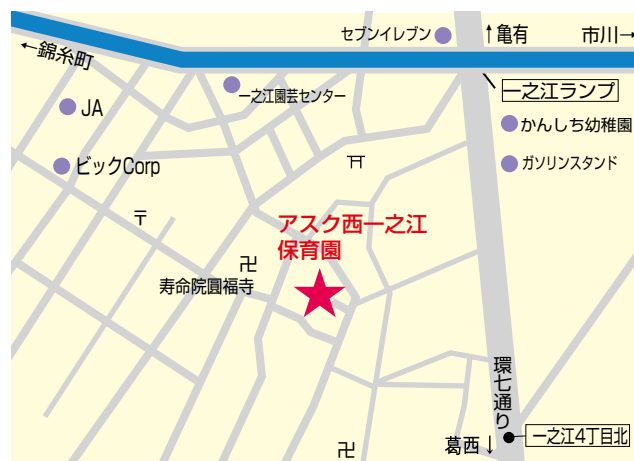 セブンイレブン
↑亀有
市川→
←錦糸町
一之江園芸センター
一之江ランプ
JA
かんしち幼稚園
ビックCorp
ガソリンスタンド
〒
アスク西一之江
保育園
卍
寿命院圓福寺
環七通り
一之江4丁目北
葛西↓
卍